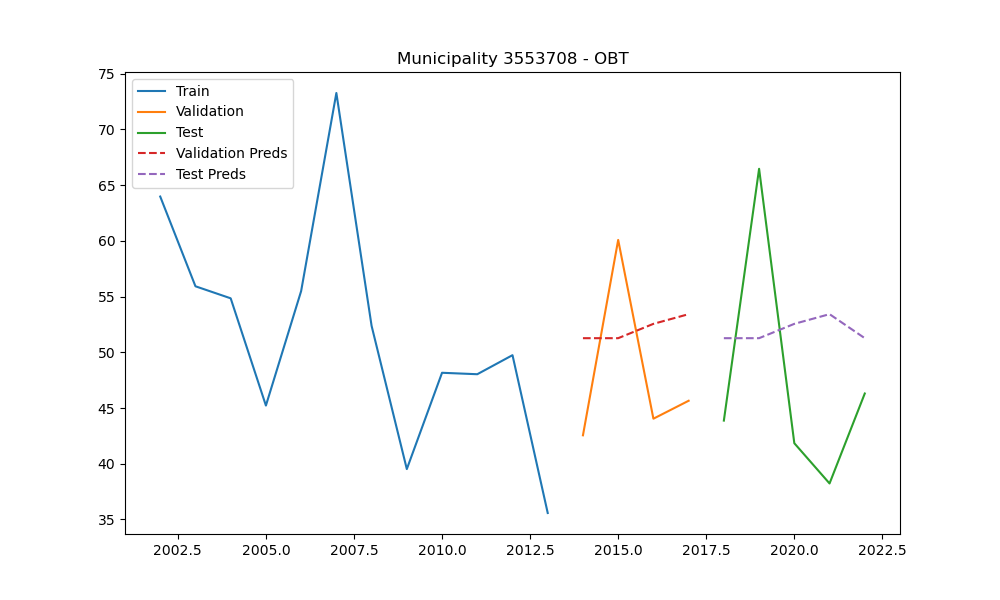 Municipality 3553708 - OBT
Train
Validation
Test
Validation Preds
Test Preds
75
70
65
60
55
50
45
40
35
2002.5 2005.0 2007.5 2010.0 2012.5 2015.0 2017.5 2020.0 2022.5